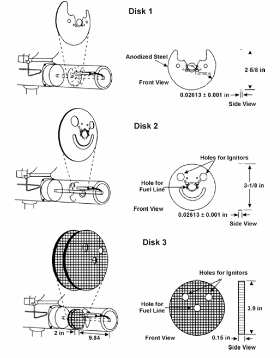 Disk 1
Anodized Steel
Front View
2-5/8 in
0.02613 ± 0.001 in
Side View
Disk 2
Holes for Ignitors
Hole for
Fuel Line
3-1/8 in
Front View
0.02613 ± 0.001 in
Side View
Disk 3
Holes for Ignitors
Hole for
Fuel Line
3.9 in
2 in
9.84
Front View
0.15 in
Side View